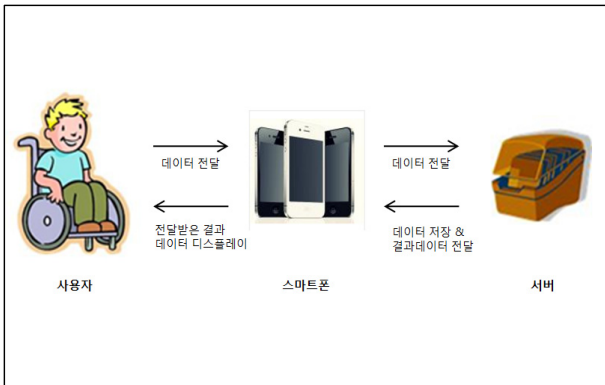 데이터 전달
데이터 전달
전달받은 결과
데이터 디스플레이
데이터 저장 &
결과데이터 전달
사용자
스마트폰
서버